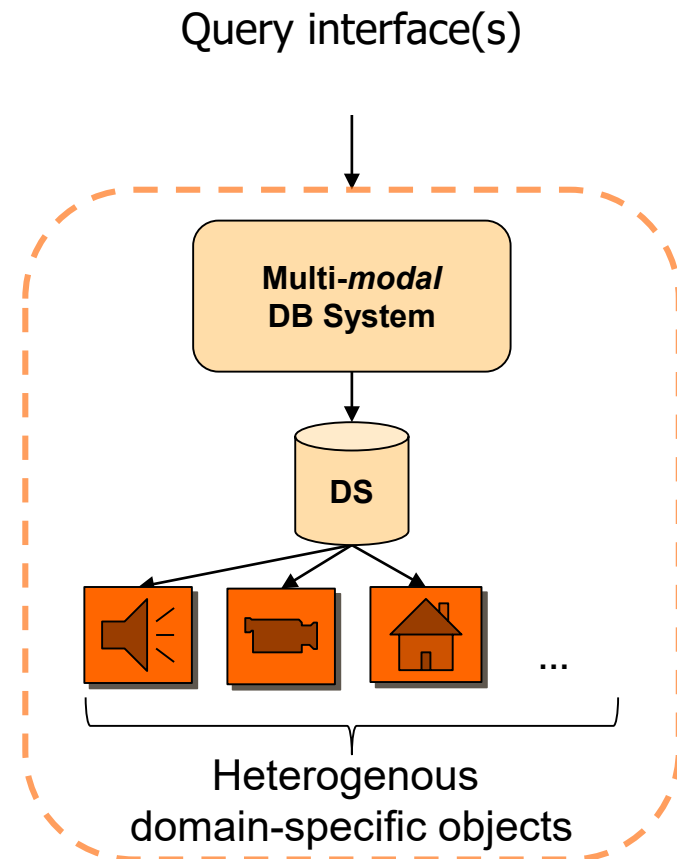 Query interface(s)
Multi-modal
DB System
DS
...
Heterogenous
domain-specific objects